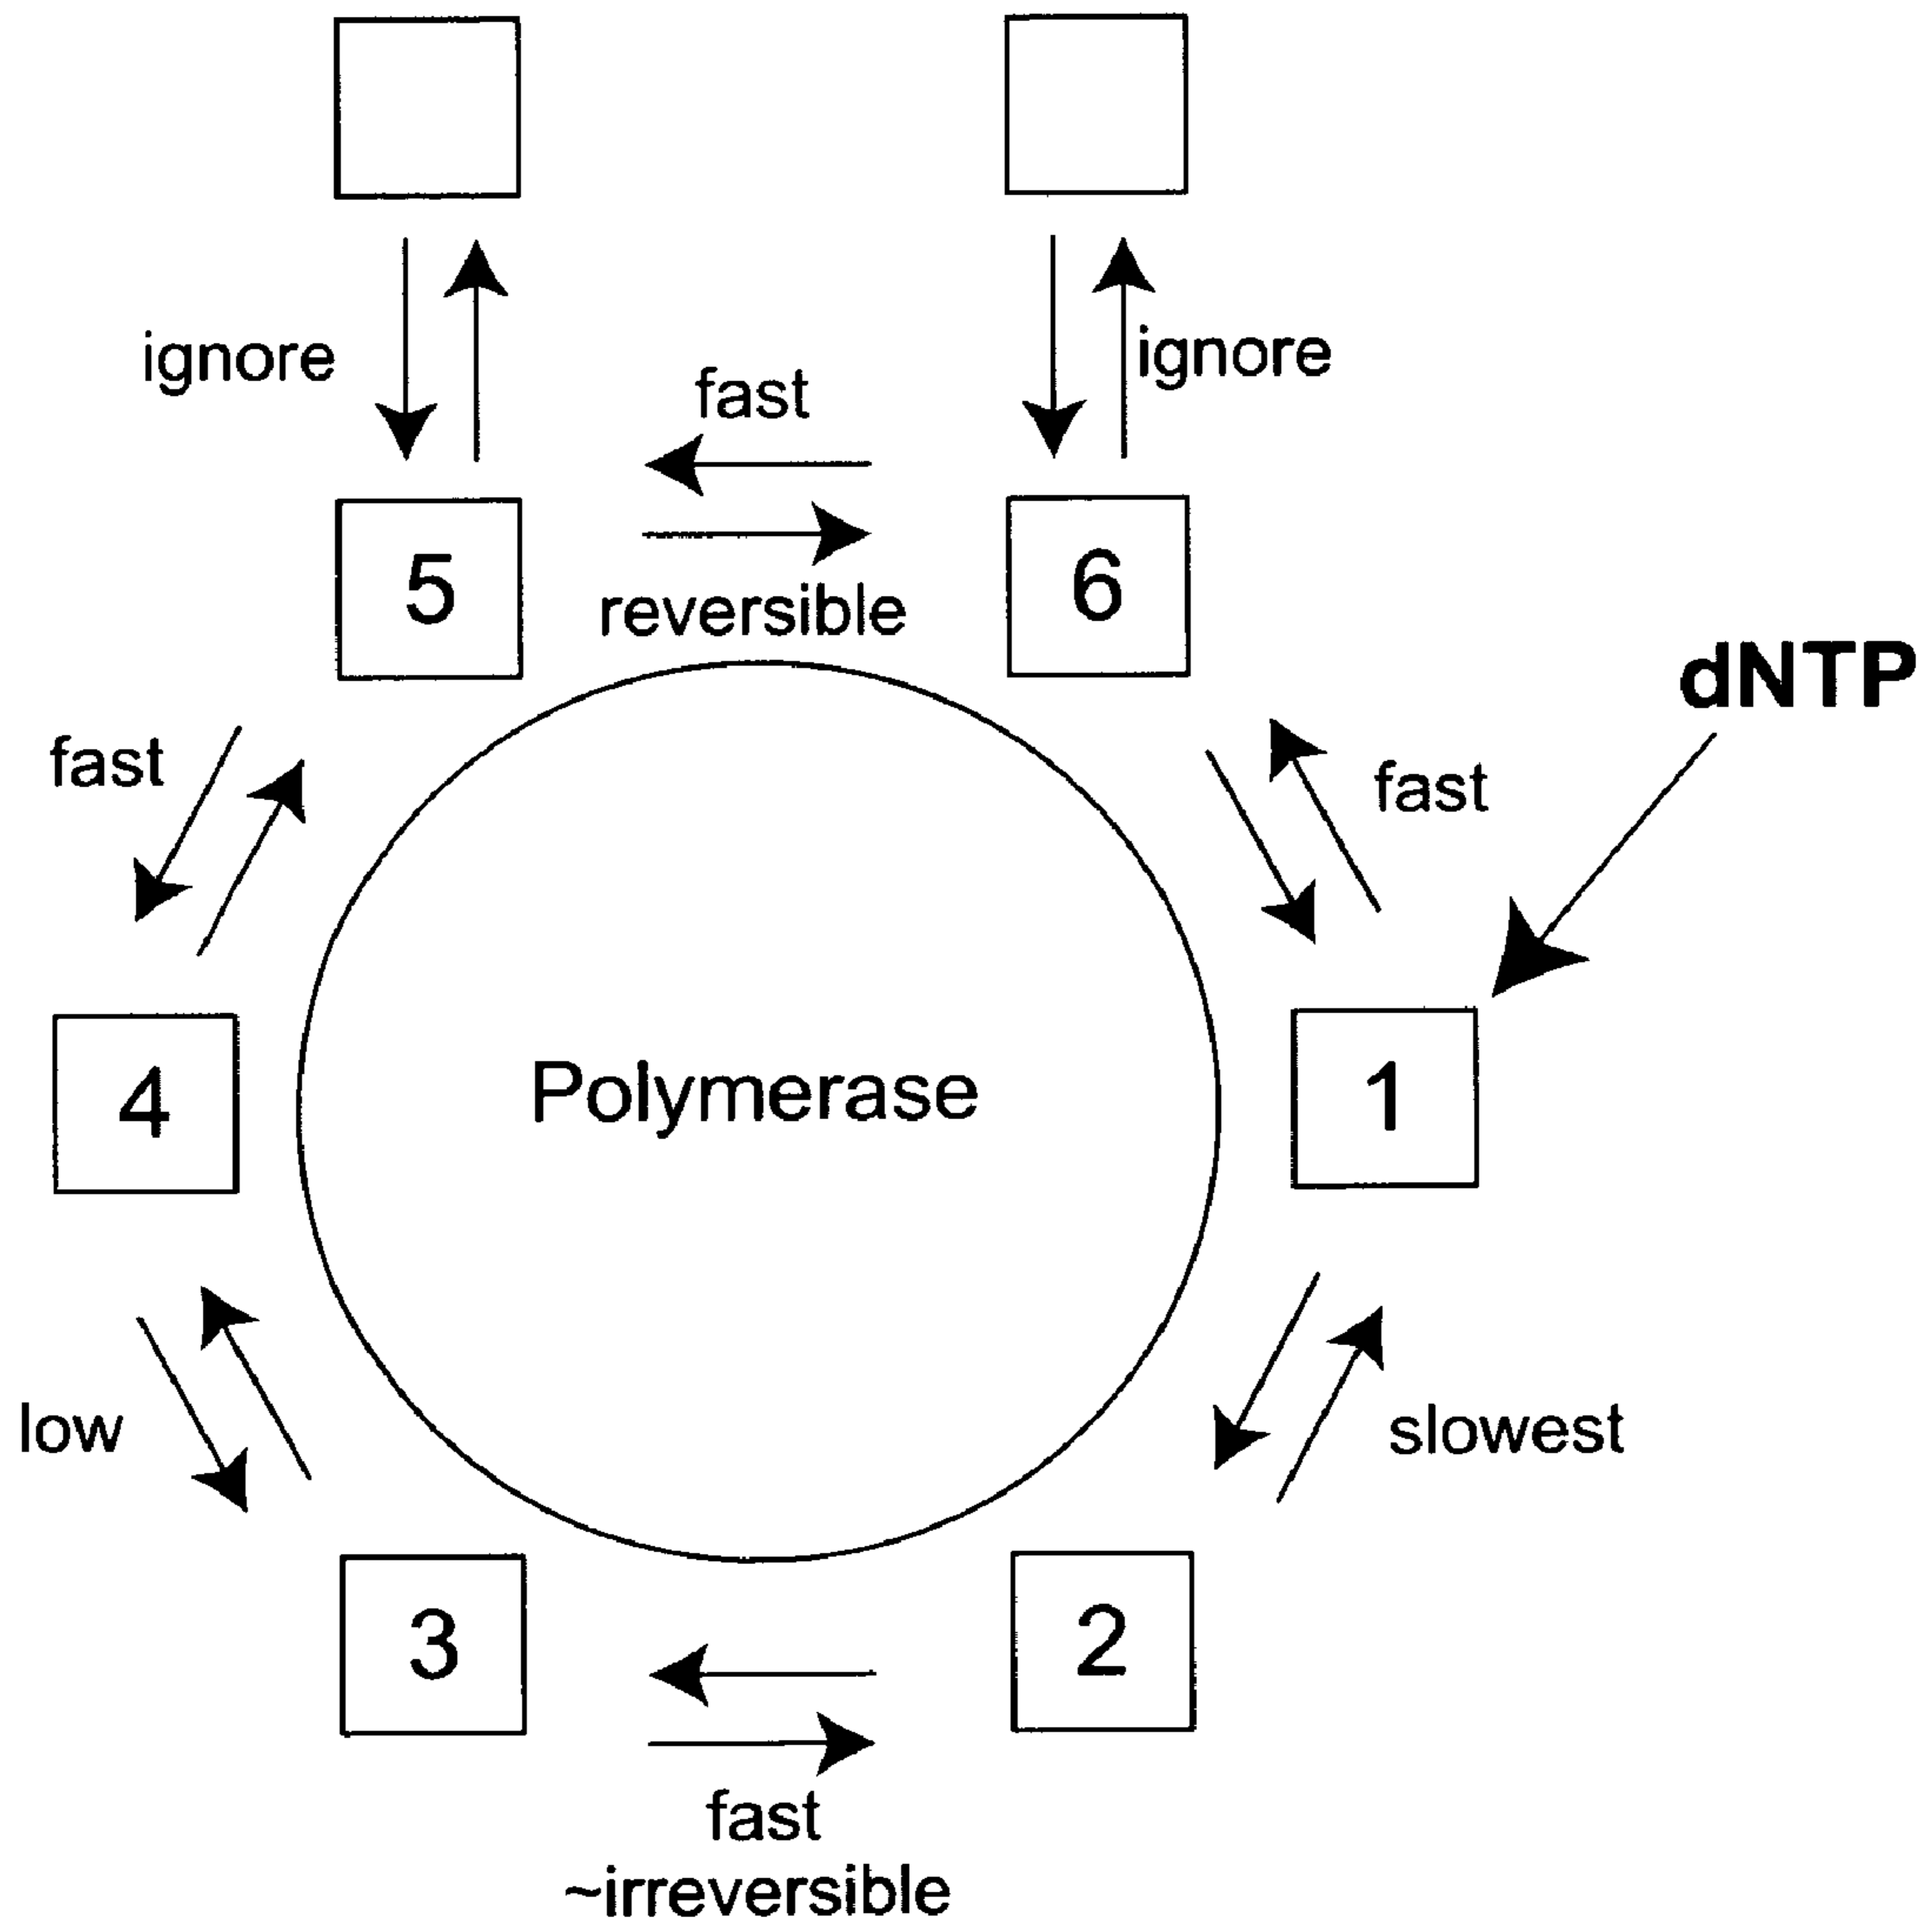 ignore
ignore
fast
5
6
reversible
dNTP
fast
fast
4
Polymerase
1
low
slowest
3
2
fast
~irreversible